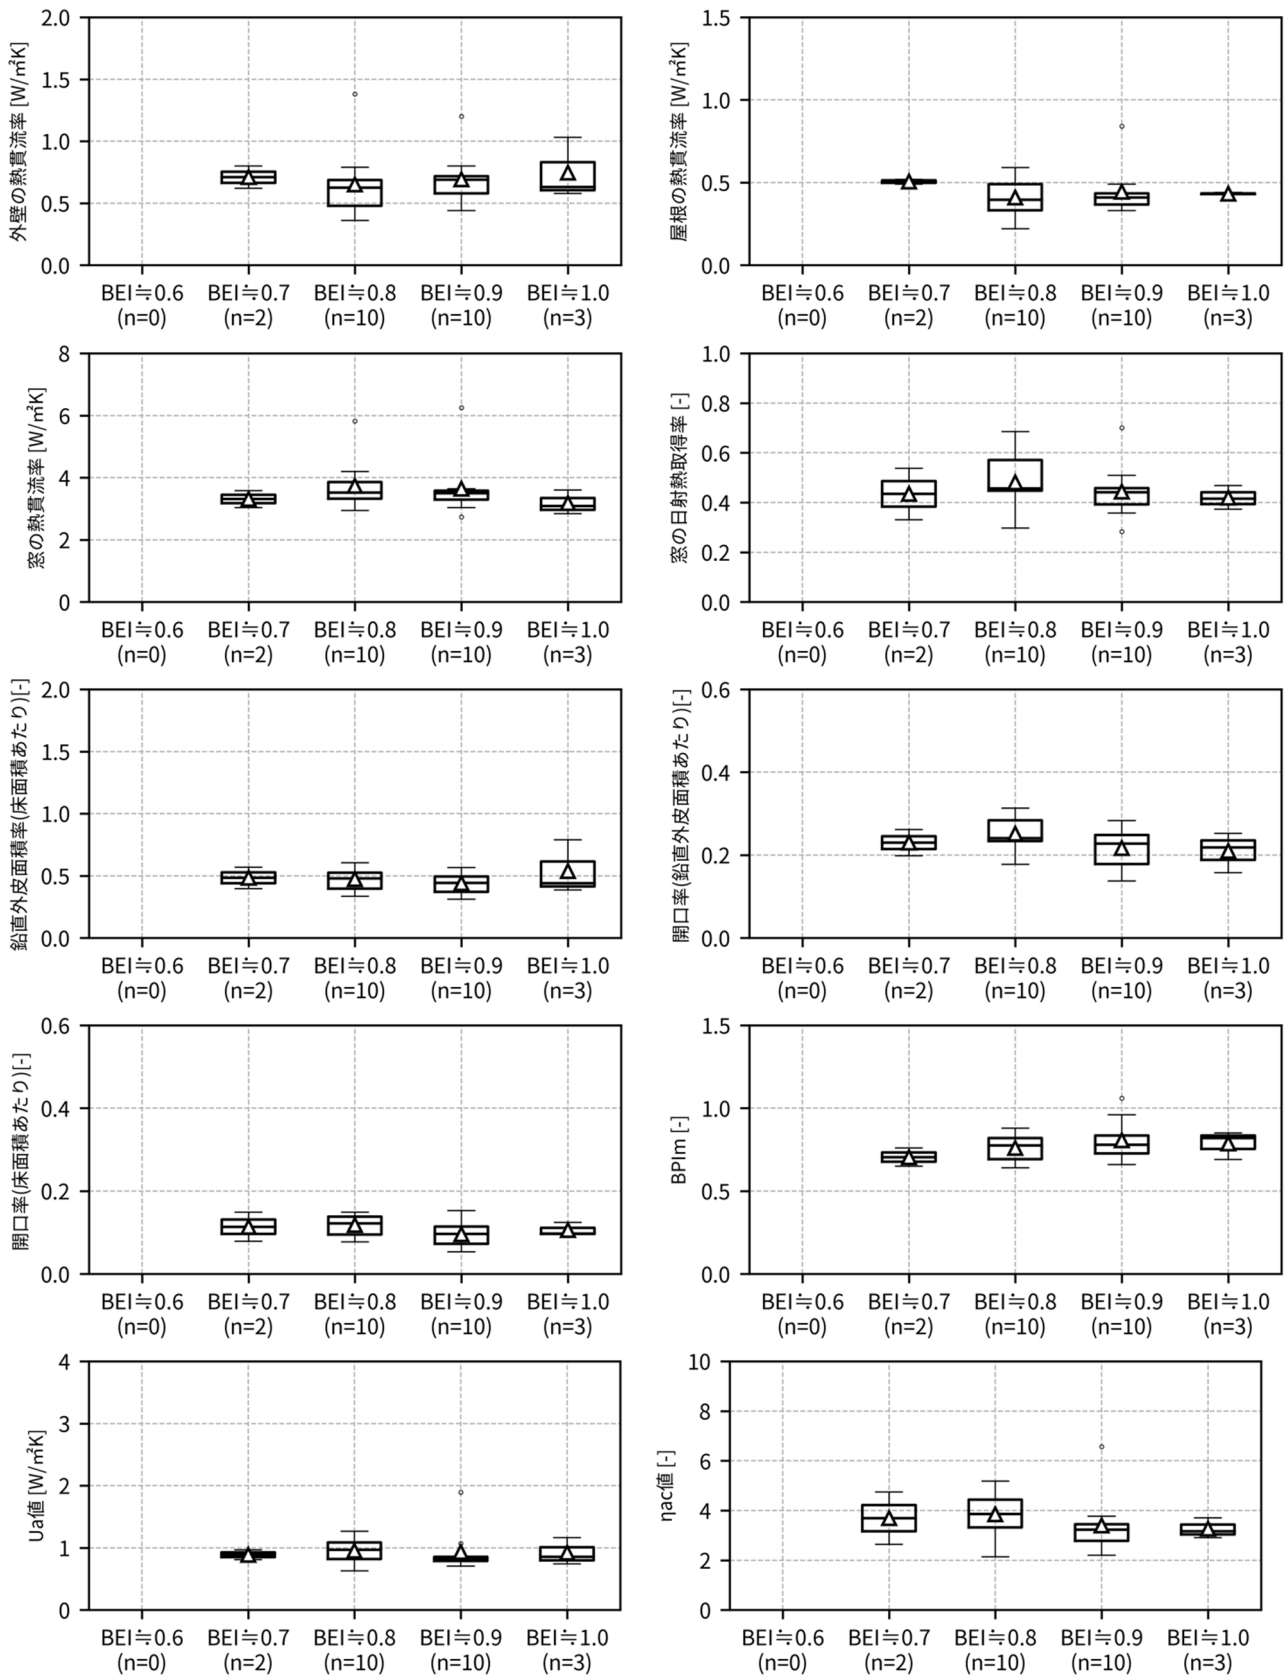 外壁の熱貫流率 [W/㎡K]
2.0
1.5
1.0
0.5
0.0
BEI≒0.6 BEI≒0.7 BEI≒0.8 BEI≒0.9 BEI≒1.0
(n=0) (n=2) (n=10) (n=10) (n=3)
屋根の熱貫流率 [W/㎡K]
1.5
1.0
0.5
0.0
BEI≒0.6 BEI≒0.7 BEI≒0.8 BEI≒0.9 BEI≒1.0
(n=0) (n=2) (n=10) (n=10) (n=3)
窓の熱貫流率 [W/㎡K]
8
6
4
2
0
BEI≒0.6 BEI≒0.7 BEI≒0.8 BEI≒0.9 BEI≒1.0
(n=0) (n=2) (n=10) (n=10) (n=3)
窓の日射熱取得率 [-]
1.0
0.8
0.6
0.4
0.2
0.0
BEI≒0.6 BEI≒0.7 BEI≒0.8 BEI≒0.9 BEI≒1.0
(n=0) (n=2) (n=10) (n=10) (n=3)
鉛直外皮面積率(床面積あたり)[-]
2.0
1.5
1.0
0.5
0.0
BEI≒0.6 BEI≒0.7 BEI≒0.8 BEI≒0.9 BEI≒1.0
(n=0) (n=2) (n=10) (n=10) (n=3)
開口率(鉛直外皮面積あたり)[-]
0.6
0.4
0.2
0.0
BEI≒0.6 BEI≒0.7 BEI≒0.8 BEI≒0.9 BEI≒1.0
(n=0) (n=2) (n=10) (n=10) (n=3)
開口率(床面積あたり)[-]
0.6
0.4
0.2
0.0
BEI≒0.6 BEI≒0.7 BEI≒0.8 BEI≒0.9 BEI≒1.0
(n=0) (n=2) (n=10) (n=10) (n=3)
BPIm [-]
1.5
1.0
0.5
0.0
BEI≒0.6 BEI≒0.7 BEI≒0.8 BEI≒0.9 BEI≒1.0
(n=0) (n=2) (n=10) (n=10) (n=3)
Ua値 [W/㎡K]
4
3
2
1
0
BEI≒0.6 BEI≒0.7 BEI≒0.8 BEI≒0.9 BEI≒1.0
(n=0) (n=2) (n=10) (n=10) (n=3)
ηac値 [-]
10
8
6
4
2
0
BEI≒0.6 BEI≒0.7 BEI≒0.8 BEI≒0.9 BEI≒1.0
(n=0) (n=2) (n=10) (n=10) (n=3)